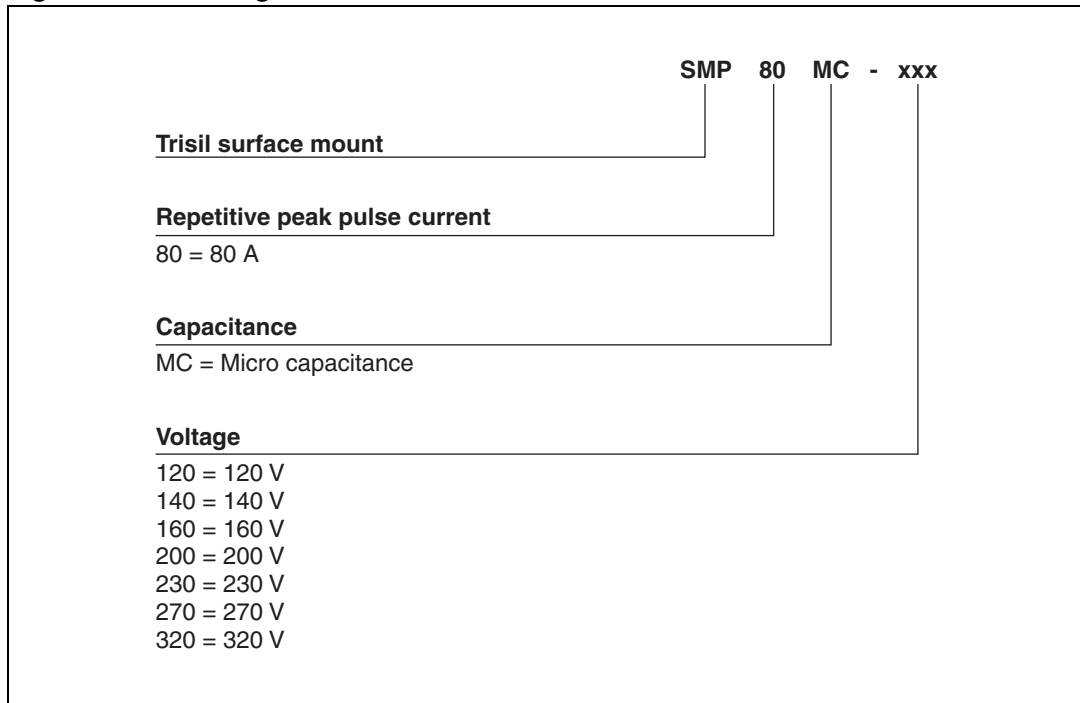 SMP 80 MC - xxx
Trisil surface mount
Repetitive peak pulse current
80 = 80 A
Capacitance
MC = Micro capacitance
Voltage
120 = 120 V
140 = 140 V
160 = 160 V
200 = 200 V
230 = 230 V
270 = 270 V
320 = 320 V